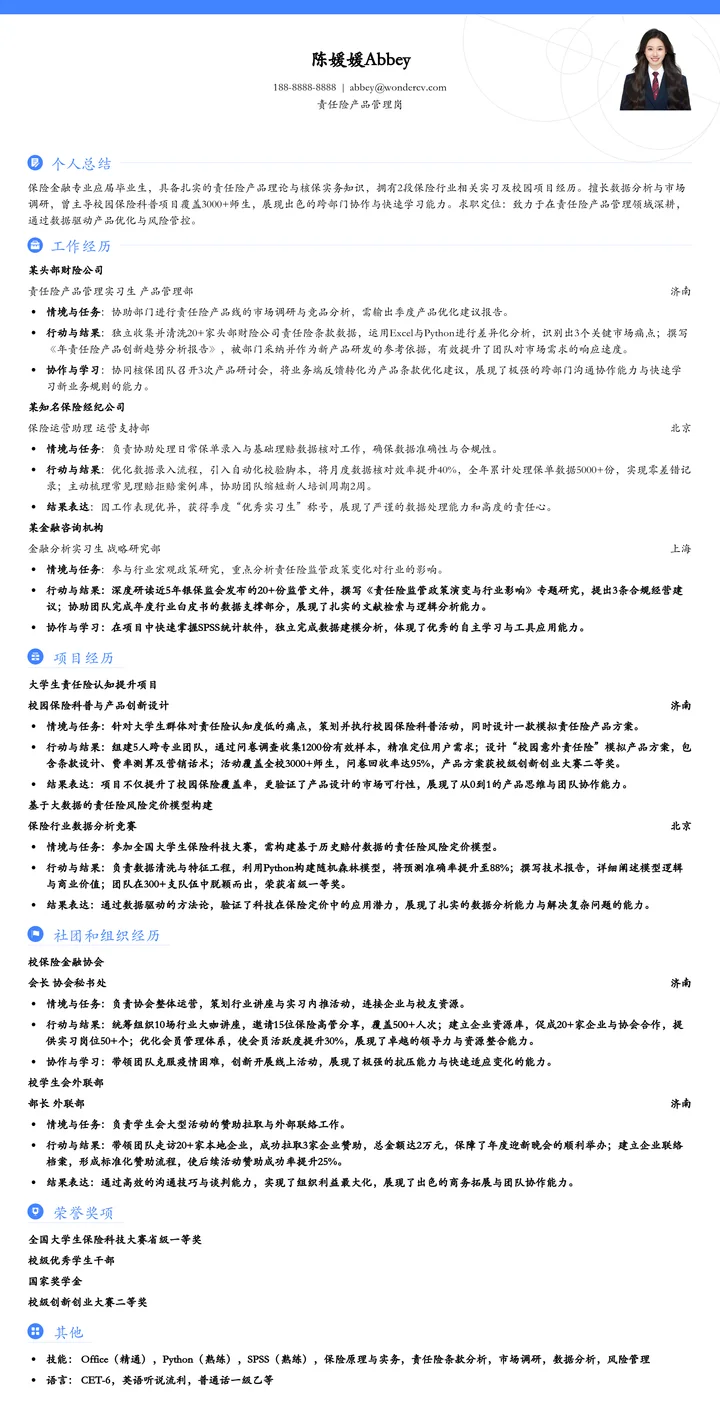 陈媛媛Abbey
188-8888-8888 | abbey@wondercv.com
责任险产品管理岗
个人总结
保险金融专业应届毕业生，具备扎实的责任险产品理论与核保实务知识，拥有2段保险行业相关实习及校园项目经历。擅长数据分析与市场
调研，曾主导校园保险科普项目覆盖3000+师生，展现出色的跨部门协作与快速学习能力。求职定位：致力于在责任险产品管理领域深耕，
通过数据驱动产品优化与风险管控。
工作经历
某头部财险公司
责任险产品管理实习生 产品管理部 济南
• 情境与任务：协助部门进行责任险产品线的市场调研与竞品分析，需输出季度产品优化建议报告。
• 行动与结果：独立收集并清洗20+家头部财险公司责任险条款数据，运用Excel与Python进行差异化分析，识别出3个关键市场痛点；撰写
《年责任险产品创新趋势分析报告》，被部门采纳并作为新产品研发的参考依据，有效提升了团队对市场需求的响应速度。
• 协作与学习：协同核保团队召开3次产品研讨会，将业务端反馈转化为产品条款优化建议，展现了极强的跨部门沟通协作能力与快速学
习新业务规则的能力。
某知名保险经纪公司
保险运营助理 运营支持部 北京
• 情境与任务：负责协助处理日常保单录入与基础理赔数据核对工作，确保数据准确性与合规性。
• 行动与结果：优化数据录入流程，引入自动化校验脚本，将月度数据核对效率提升40%，全年累计处理保单数据5000+份，实现零差错记
录；主动梳理常见理赔拒赔案例库，协助团队缩短新人培训周期2周。
• 结果表达：因工作表现优异，获得季度“优秀实习生”称号，展现了严谨的数据处理能力和高度的责任心。
某金融咨询机构
金融分析实习生 战略研究部 上海
• 情境与任务：参与行业宏观政策研究，重点分析责任险监管政策变化对行业的影响。
• 行动与结果：深度研读近5年银保监会发布的20+份监管文件，撰写《责任险监管政策演变与行业影响》专题研究，提出3条合规经营建
议；协助团队完成年度行业白皮书的数据支撑部分，展现了扎实的文献检索与逻辑分析能力。
• 协作与学习：在项目中快速掌握SPSS统计软件，独立完成数据建模分析，体现了优秀的自主学习与工具应用能力。
项目经历
大学生责任险认知提升项目
校园保险科普与产品创新设计 济南
• 情境与任务：针对大学生群体对责任险认知度低的痛点，策划并执行校园保险科普活动，同时设计一款模拟责任险产品方案。
• 行动与结果：组建5人跨专业团队，通过问卷调查收集1200份有效样本，精准定位用户需求；设计“校园意外责任险”模拟产品方案，包
含条款设计、费率测算及营销话术；活动覆盖全校3000+师生，问卷回收率达95%，产品方案获校级创新创业大赛二等奖。
• 结果表达：项目不仅提升了校园保险覆盖率，更验证了产品设计的市场可行性，展现了从0到1的产品思维与团队协作能力。
基于大数据的责任险风险定价模型构建
保险行业数据分析竞赛 北京
• 情境与任务：参加全国大学生保险科技大赛，需构建基于历史赔付数据的责任险风险定价模型。
• 行动与结果：负责数据清洗与特征工程，利用Python构建随机森林模型，将预测准确率提升至88%；撰写技术报告，详细阐述模型逻辑
与商业价值；团队在300+支队伍中脱颖而出，荣获省级一等奖。
• 结果表达：通过数据驱动的方法论，验证了科技在保险定价中的应用潜力，展现了扎实的数据分析能力与解决复杂问题的能力。
社团和组织经历
校保险金融协会
会长 协会秘书处 济南
• 情境与任务：负责协会整体运营，策划行业讲座与实习内推活动，连接企业与校友资源。
• 行动与结果：统筹组织10场行业大咖讲座，邀请15位保险高管分享，覆盖500+人次；建立企业资源库，促成20+家企业与协会合作，提
供实习岗位50+个；优化会员管理体系，使会员活跃度提升30%，展现了卓越的领导力与资源整合能力。
• 协作与学习：带领团队克服疫情困难，创新开展线上活动，展现了极强的抗压能力与快速适应变化的能力。
校学生会外联部
部长 外联部 济南
• 情境与任务：负责学生会大型活动的赞助拉取与外部联络工作。
• 行动与结果：带领团队走访20+家本地企业，成功拉取3家企业赞助，总金额达2万元，保障了年度迎新晚会的顺利举办；建立企业联络
档案，形成标准化赞助流程，使后续活动赞助成功率提升25%。
• 结果表达：通过高效的沟通技巧与谈判能力，实现了组织利益最大化，展现了出色的商务拓展与团队协作能力。
荣誉奖项
全国大学生保险科技大赛省级一等奖
校级优秀学生干部
国家奖学金
校级创新创业大赛二等奖
其他
• 技能： Office（精通），Python（熟练），SPSS（熟练），保险原理与实务，责任险条款分析，市场调研，数据分析，风险管理
• 语言： CET-6，英语听说流利，普通话一级乙等